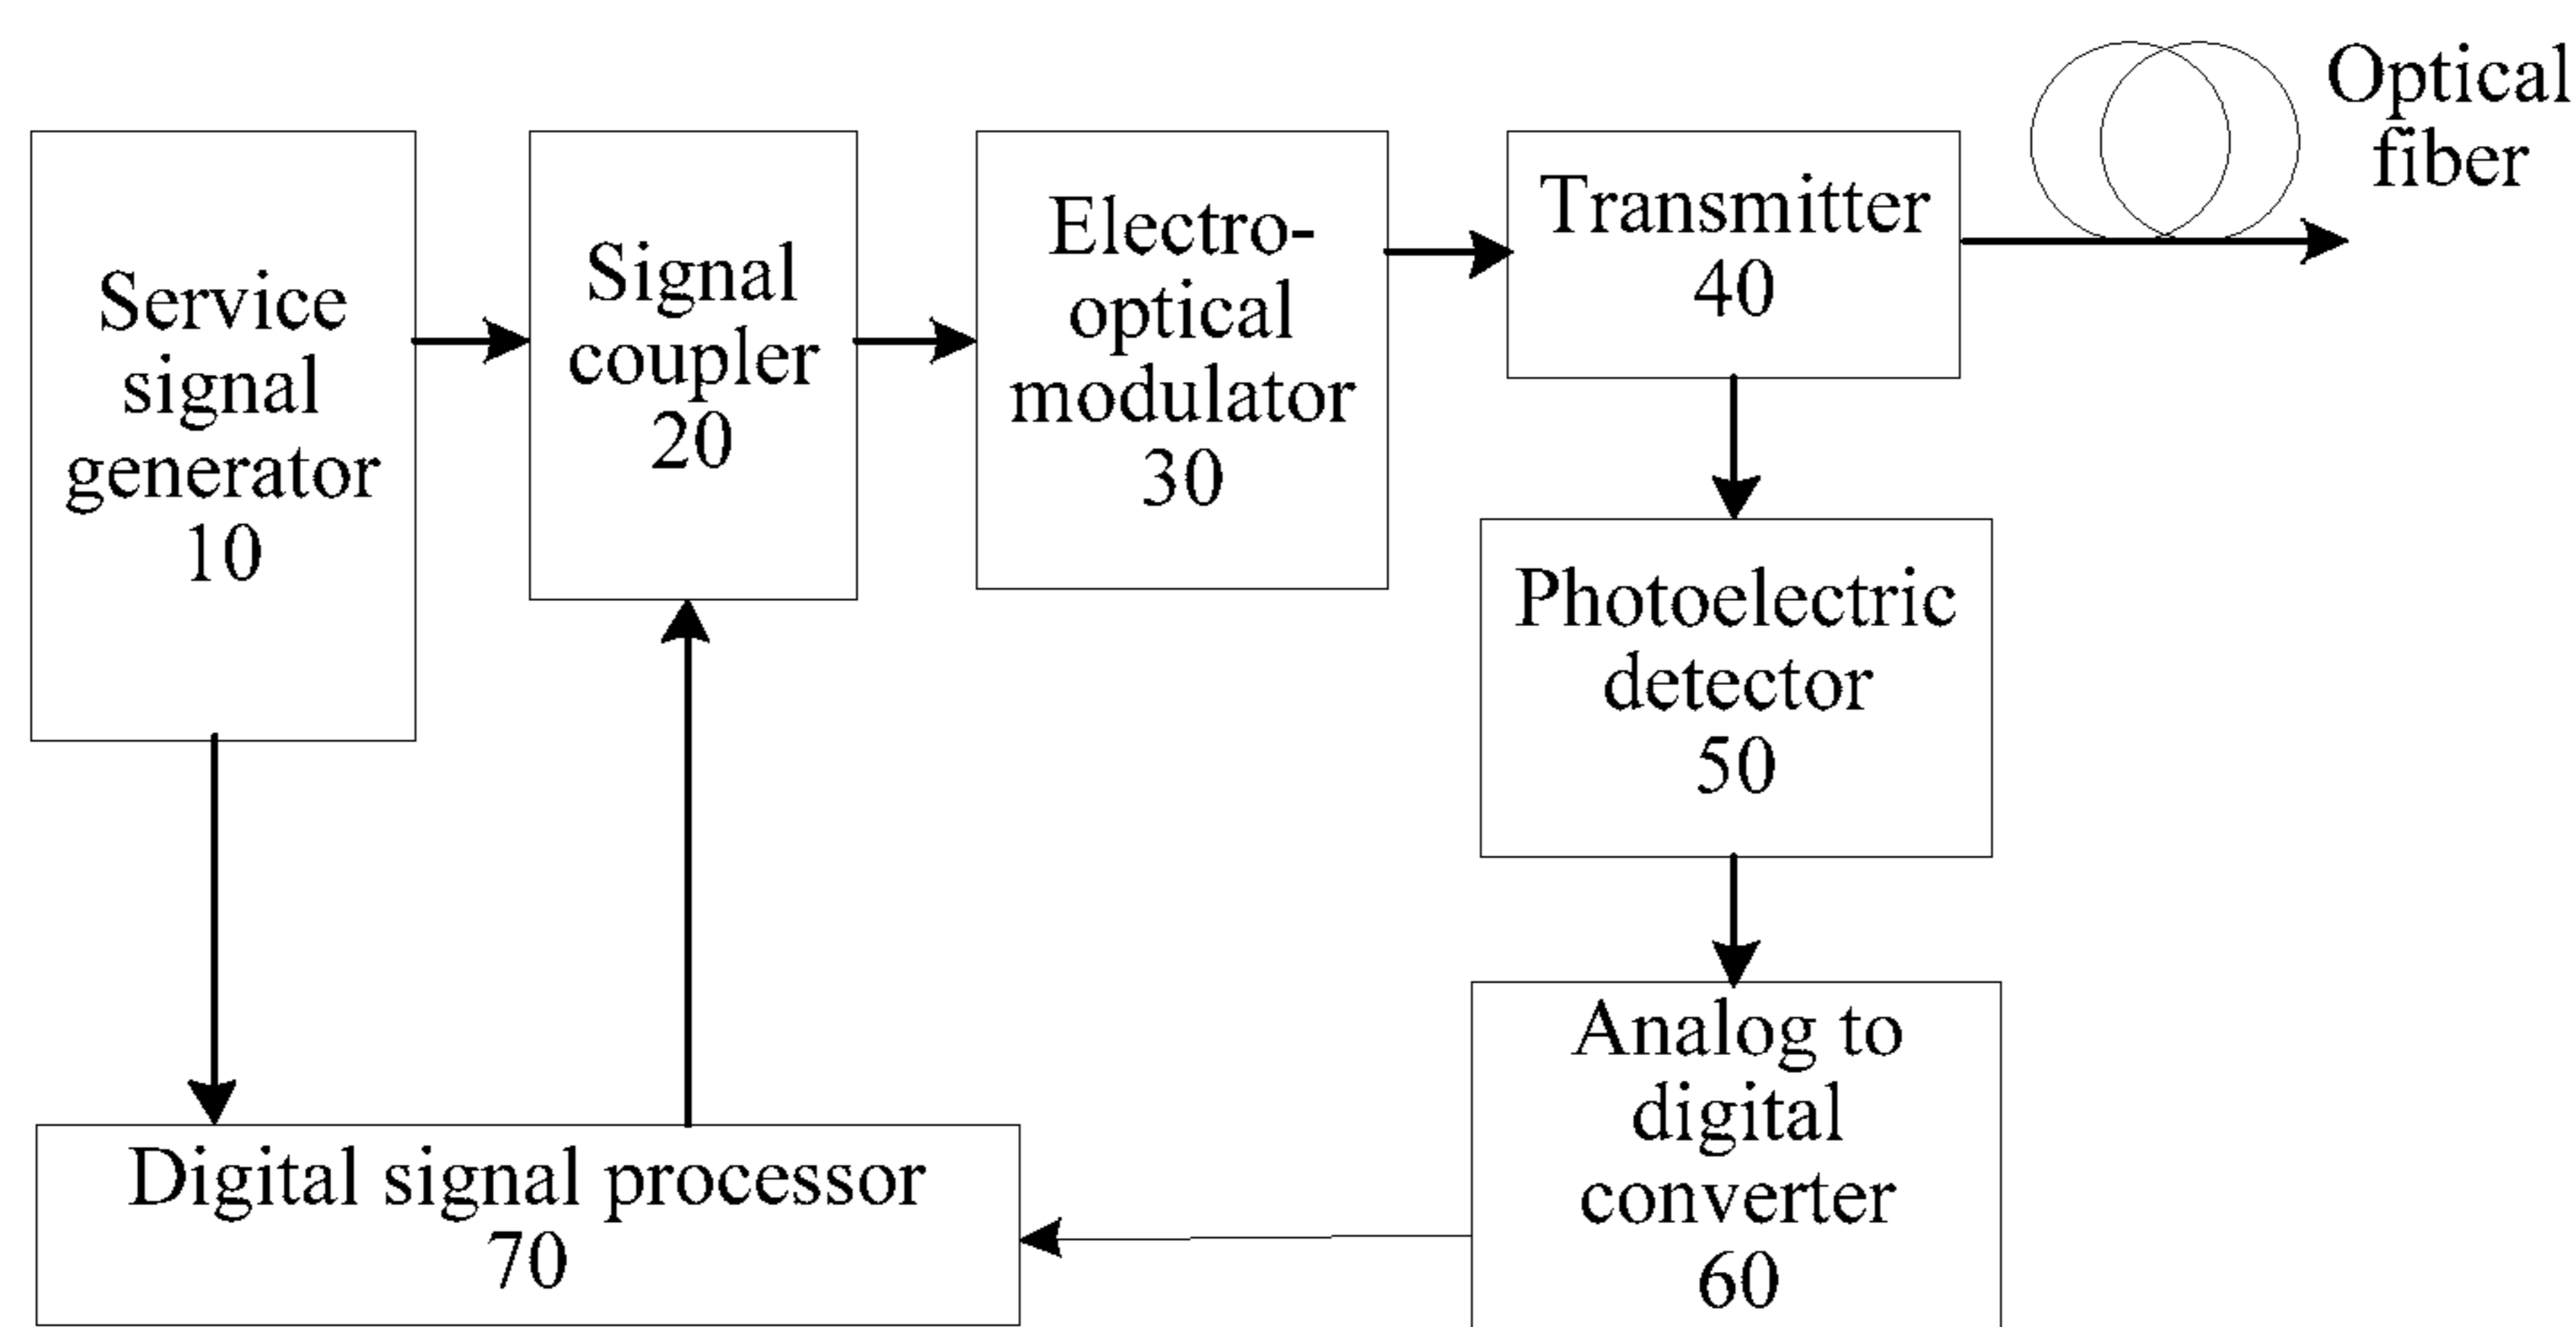 Service
signal
generator
10
Signal
coupler
20
Electro-
optical
modulator
30
Transmitter
40
Optical
fiber
Photoelectric
detector
50
Analog to
digital
converter
60
Digital signal processor
70